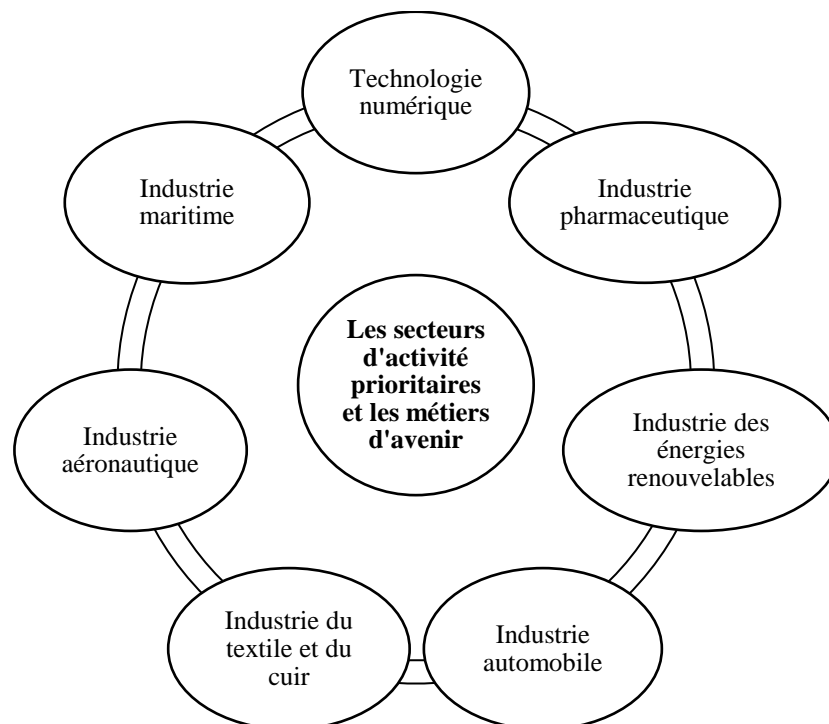 Technologie
numérique
Industrie
pharmaceutique
Industrie des
énergies
renouvelables
Industrie
automobile
Industrie du
textile et du
cuir
Industrie
aéronautique
Industrie
maritime
Les secteurs
d'activité
prioritaires
et les métiers
d'avenir